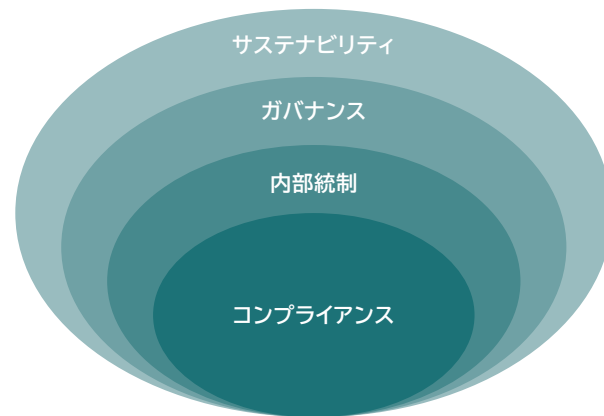 サステナビリティ
ガバナンス
内部統制
コンプライアンス